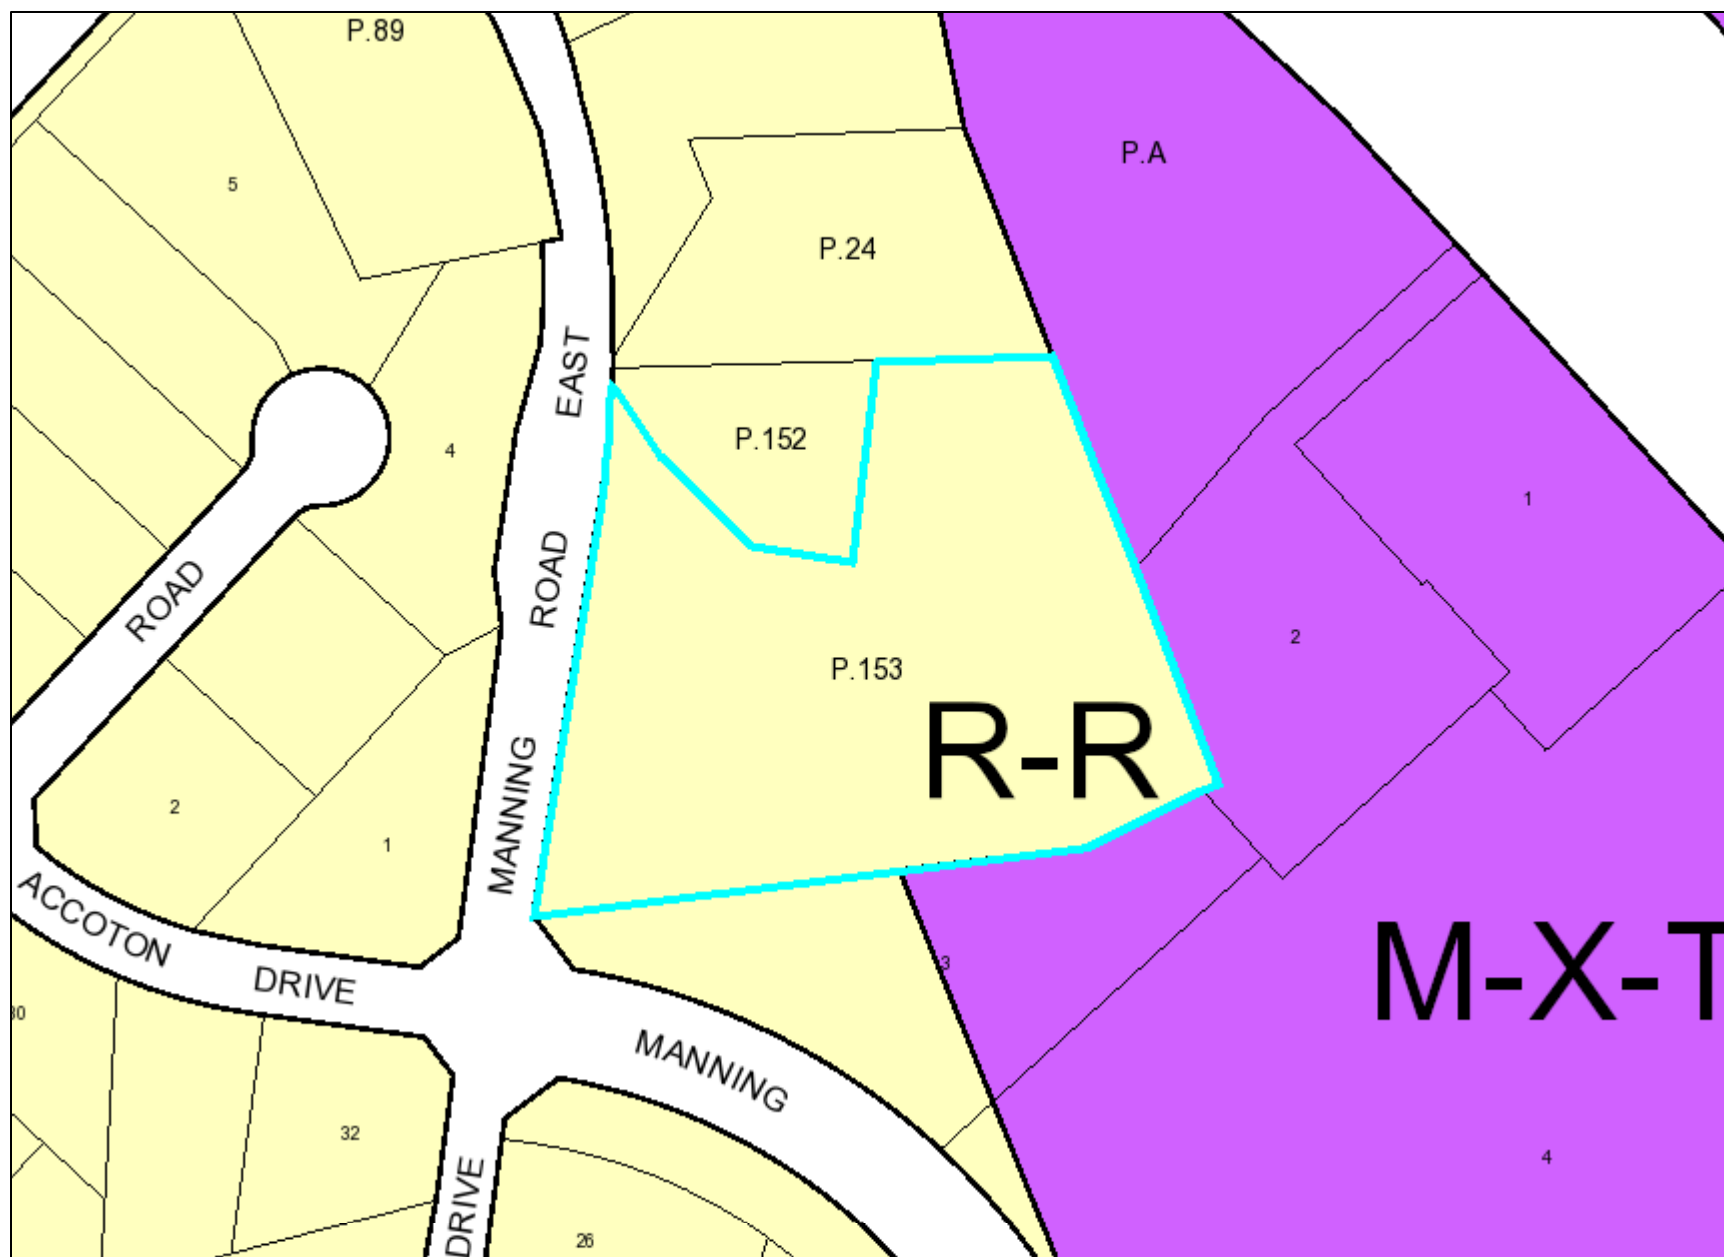 P.89
P.A
5
P.24
EAST
P.152
4
1
ROAD
ROAD
2
P.153
R-R
MANNING
2
1
ACCOTON
DRIVE
3
M-X-T
MANNING
32
4
DRIVE
26